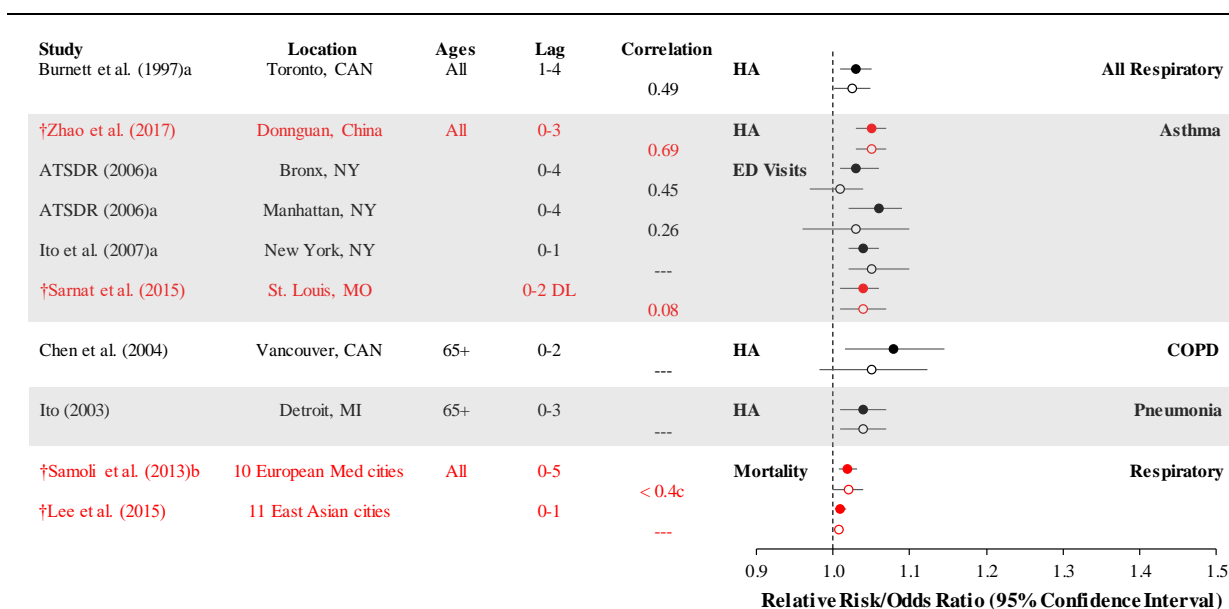 Study Location Ages Lag Correlation
Burnett et al. (1997)a Toronto, CAN All 1-4 HA All Respiratory
0.49
†Zhao et al. (2017) Donnguan, China All 0-3 HA Asthma
0.69
ATSDR (2006)a Bronx, NY 0-4 ED Visits
0.45
ATSDR (2006)a Manhattan, NY 0-4
0.26
Ito et al. (2007)a New York, NY 0-1
---
†Sarnat et al. (2015) St. Louis, MO 0-2 DL
0.08
Chen et al. (2004) Vancouver, CAN 65+ 0-2 HA COPD
---
Ito (2003) Detroit, MI 65+ 0-3 HA Pneumonia
---
†Samoli et al. (2013)b 10 European Med cities All 0-5 Mortality Respiratory
< 0.4c
†Lee et al. (2015) 11 East Asian cities 0-1
---
0.9 1.0 1.1 1.2 1.3 1.4 1.5
Relative Risk/Odds Ratio (95% Confidence Interval)